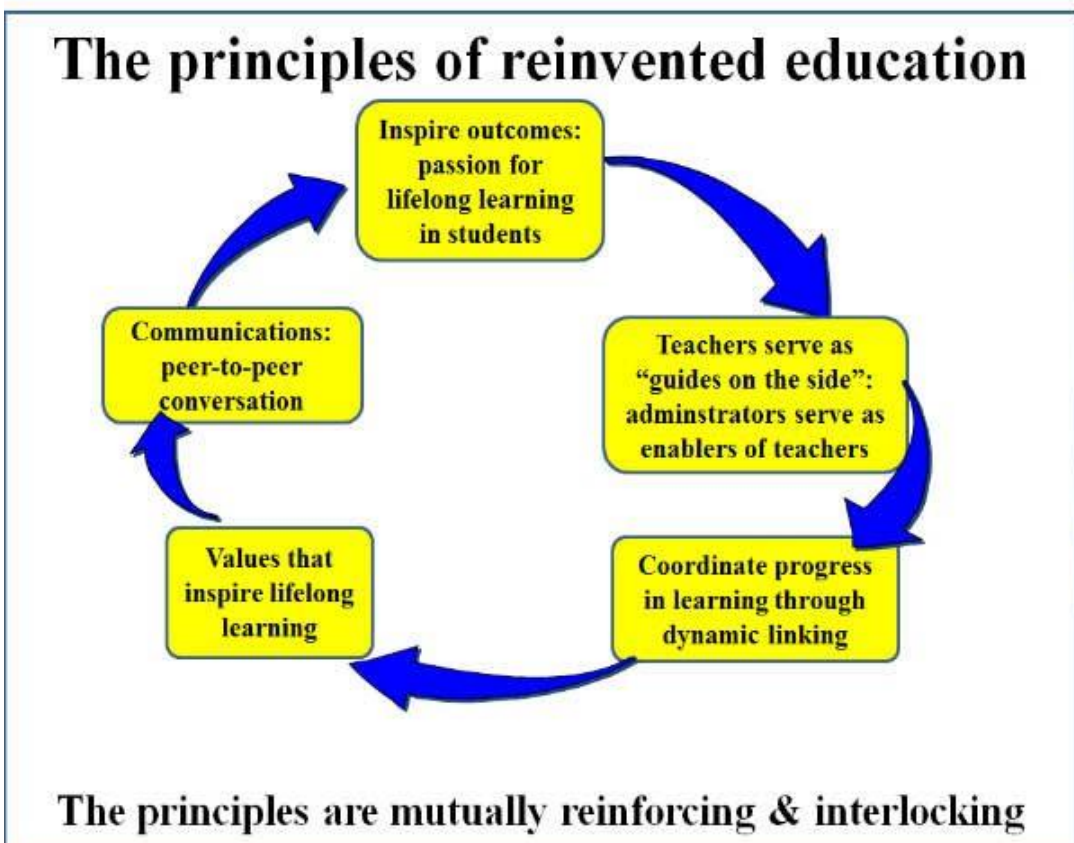 The principles of reinvented education
Inspire outcomes:
passion for
lifelong learning
in students
Teachers serve as
“guides on the side”:
adminstrators serve as
enablers of teachers
Coordinate progress
in learning through
dynamic linking
Values that
inspire lifelong
learning
Communications:
peer-to-peer
conversation
The principles are mutually reinforcing & interlocking